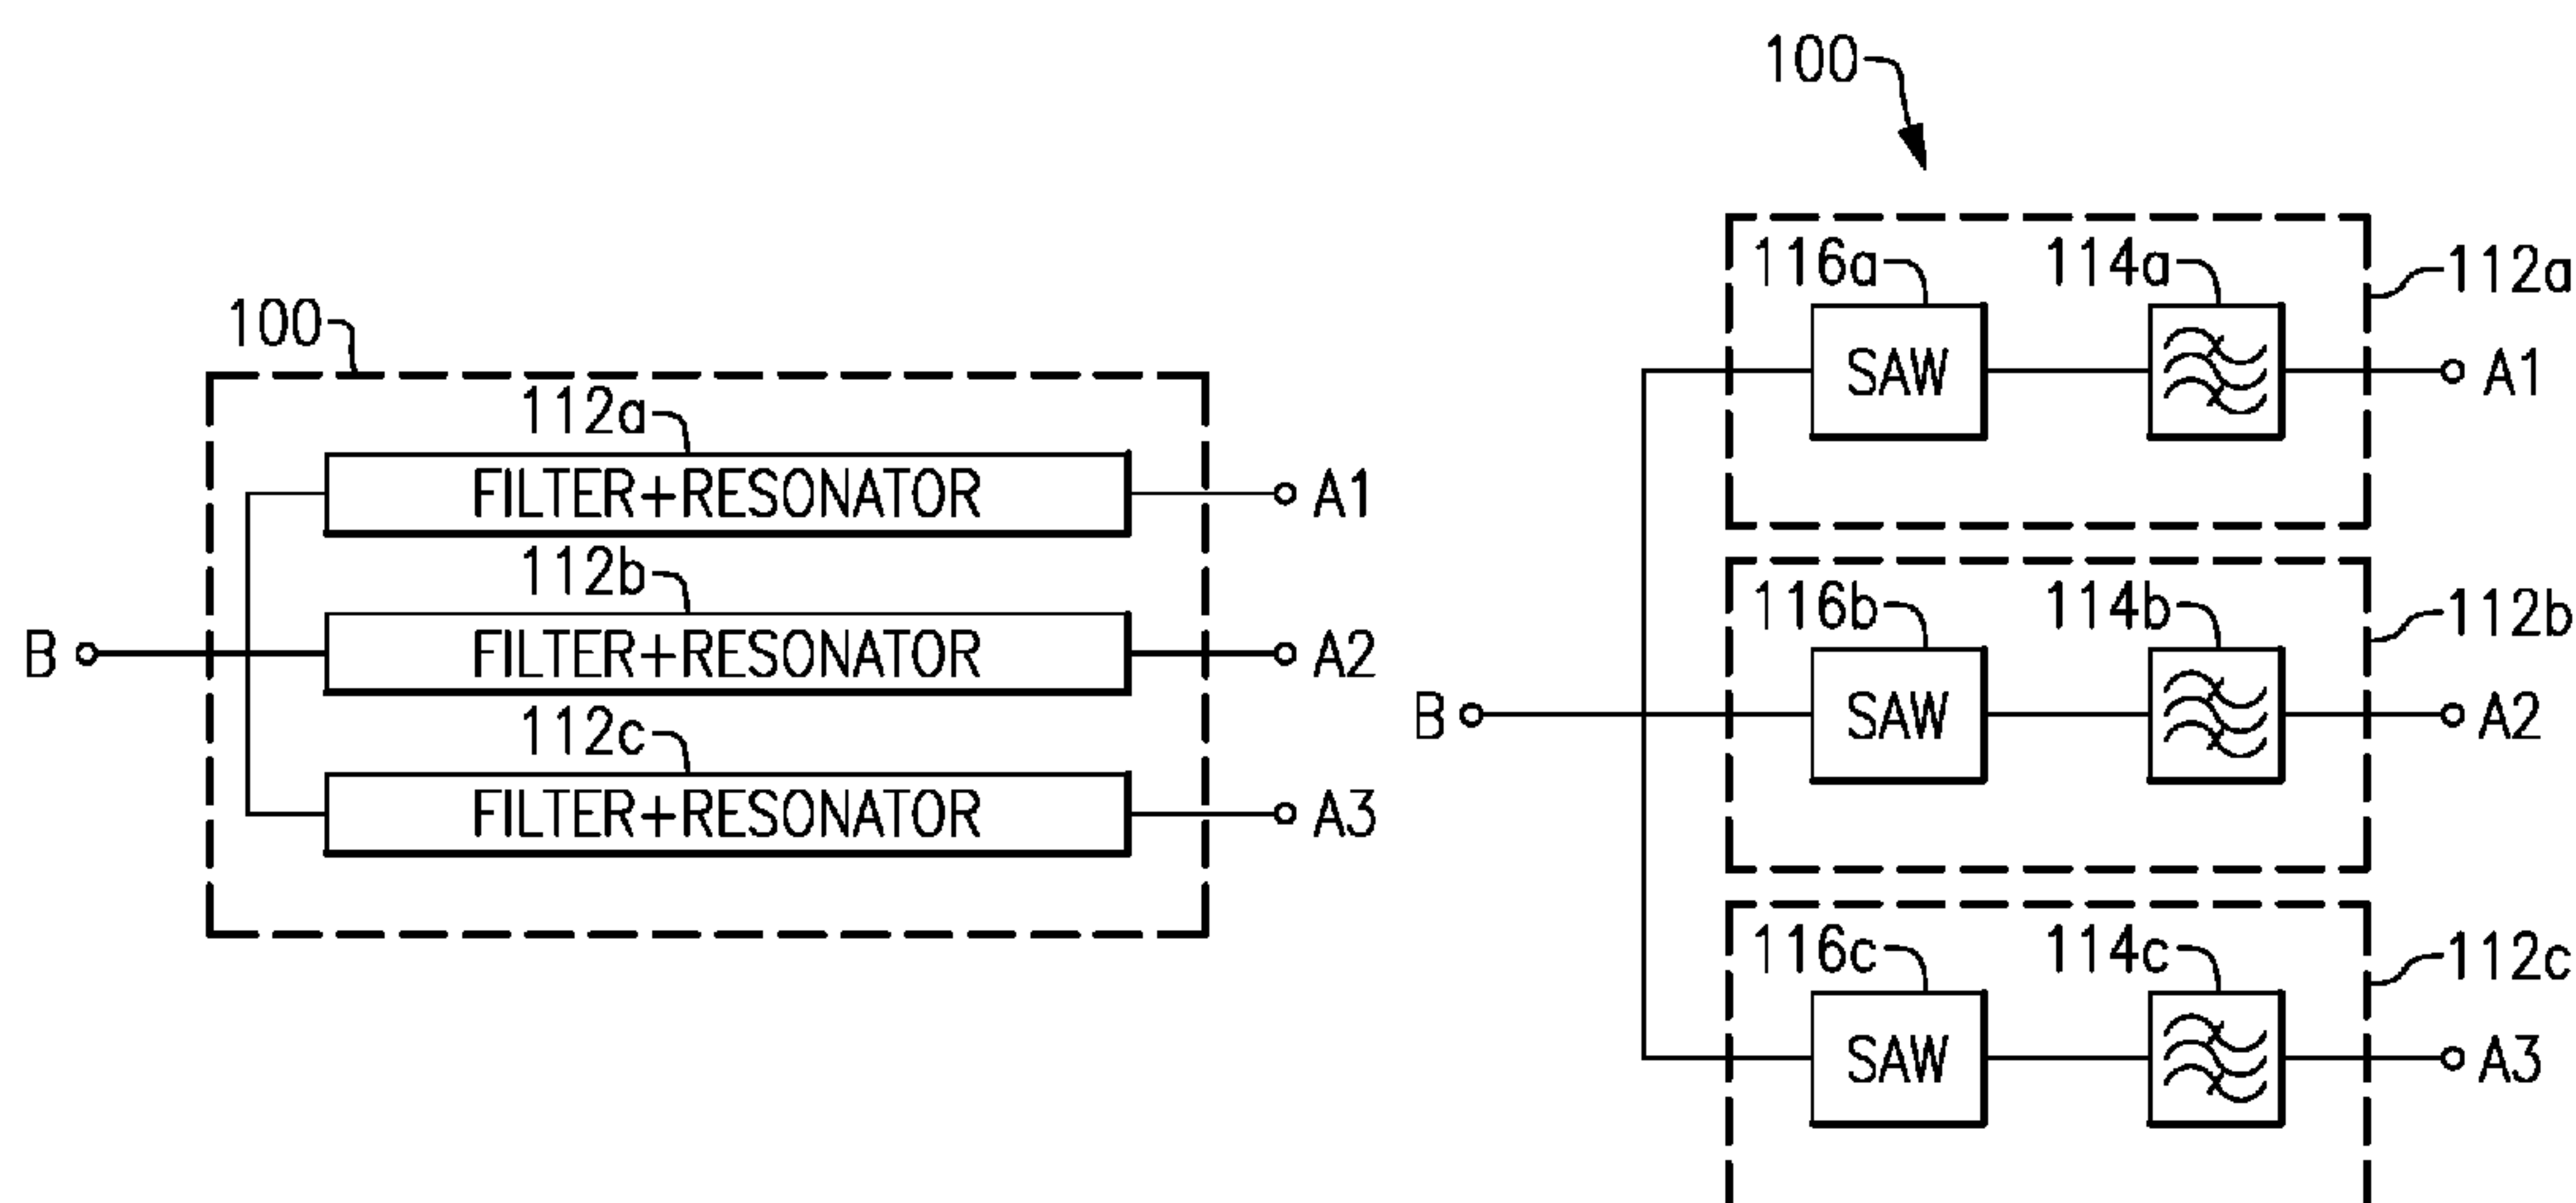 100
112a
FILTER+RESONATOR
A1
112b
FILTER+RESONATOR
B
A2
112c
FILTER+RESONATOR
A3
100
116a
114a
112a
SAW
A1
116b
114b
112b
SAW
B
A2
116c
114c
112c
SAW
A3